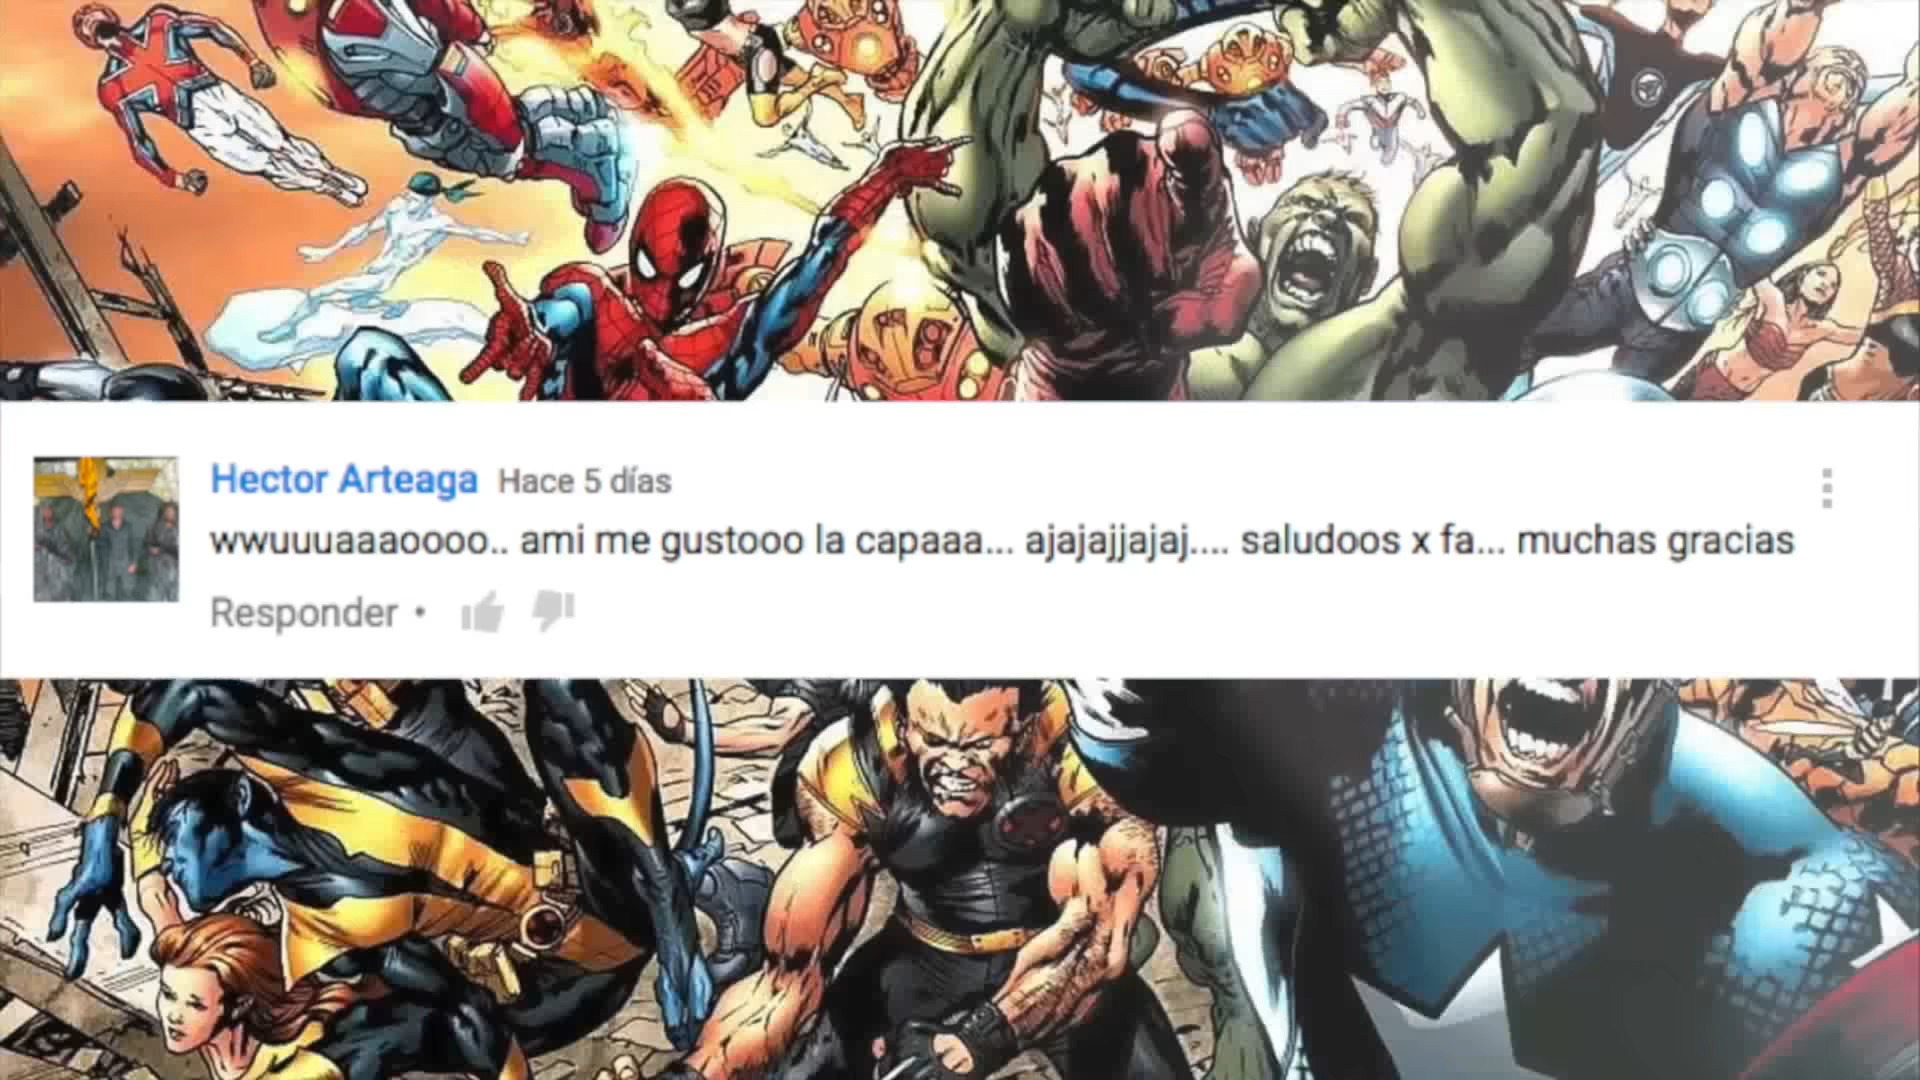 Hector Arteaga Hace 5 días
wwuuuaaaoooo.. ami me gustooo la capaaa... ajajajjajaj.... saludoos x fa... muchas gracias
Responder •